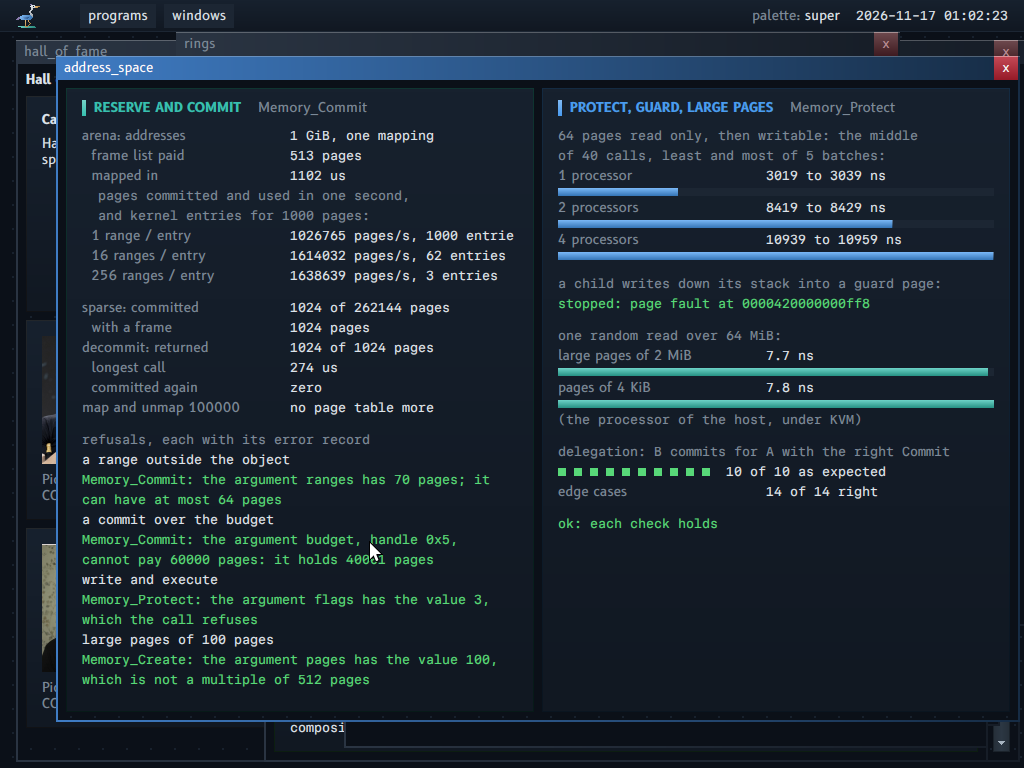 programs windows palette: super 2026-11-17 01:02:23
rings x
hall_of_fame x
address_space x
Hall
Ca
Ha
sp
Pi
CC
Pi
CC
RESERVE AND COMMIT Memory_Commit
arena: addresses 1 GiB, one mapping
frame list paid 513 pages
mapped in 1102 us
pages committed and used in one second,
and kernel entries for 1000 pages:
1 range / entry 1026765 pages/s, 1000 entrie
16 ranges / entry 1614032 pages/s, 62 entries
256 ranges / entry 1638639 pages/s, 3 entries
sparse: committed 1024 of 262144 pages
with a frame 1024 pages
decommit: returned 1024 of 1024 pages
longest call 274 us
committed again zero
map and unmap 100000 no page table more
refusals, each with its error record
a range outside the object
Memory_Commit: the argument ranges has 70 pages; it
can have at most 64 pages
a commit over the budget
Memory_Commit: the argument budget, handle 0x5,
cannot pay 60000 pages: it holds pages
write and execute
Memory_Protect: the argument flags has the value 3,
which the call refuses
large pages of 100 pages
Memory_Create: the argument pages has the value 100,
which is not a multiple of 512 pages
PROTECT, GUARD, LARGE PAGES Memory_Protect
64 pages read only, then writable: the middle
of 40 calls, least and most of 5 batches:
1 processor 3019 to 3039 ns
2 processors 8419 to 8429 ns
4 processors 10939 to 10959 ns
a child writes down its stack into a guard page:
stopped: page fault at 0000420000000ff8
one random read over 64 MiB:
large pages of 2 MiB 7.7 ns
pages of 4 KiB 7.8 ns
(the processor of the host, under KVM)
delegation: B commits for A with the right Commit
10 of 10 as expected
edge cases 14 of 14 right
ok: each check holds
composi